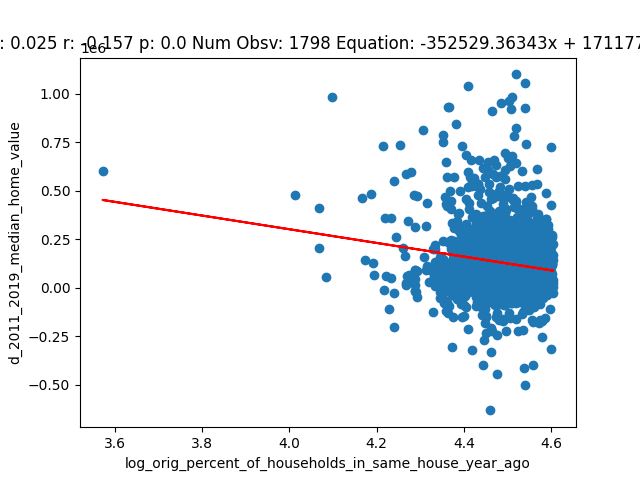 : 0.025 r: -0.157 p: 0.0 Num Obsv: 1798 Equation: -352529.36343x + 171177
1e6
1.00
0.75
0.50
0.25
0.00
−0.25
−0.50
d_2011_2019_median_home_value
3.6 3.8 4.0 4.2 4.4 4.6
log_orig_percent_of_households_in_same_house_year_ago